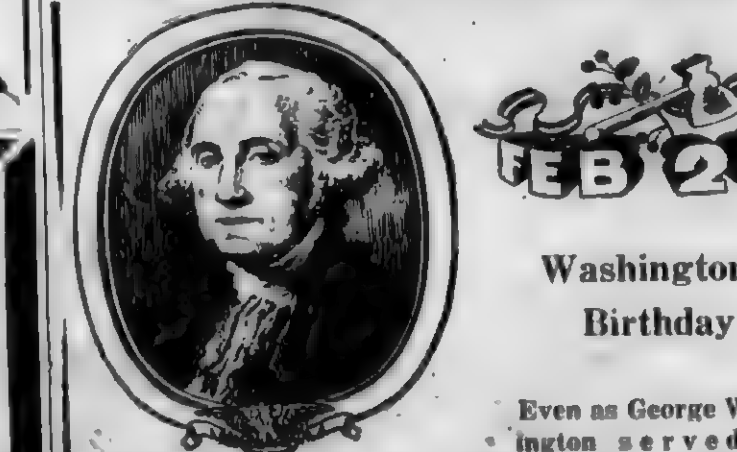 FEB 2
Washington
Birthday
Even as George W
ington served